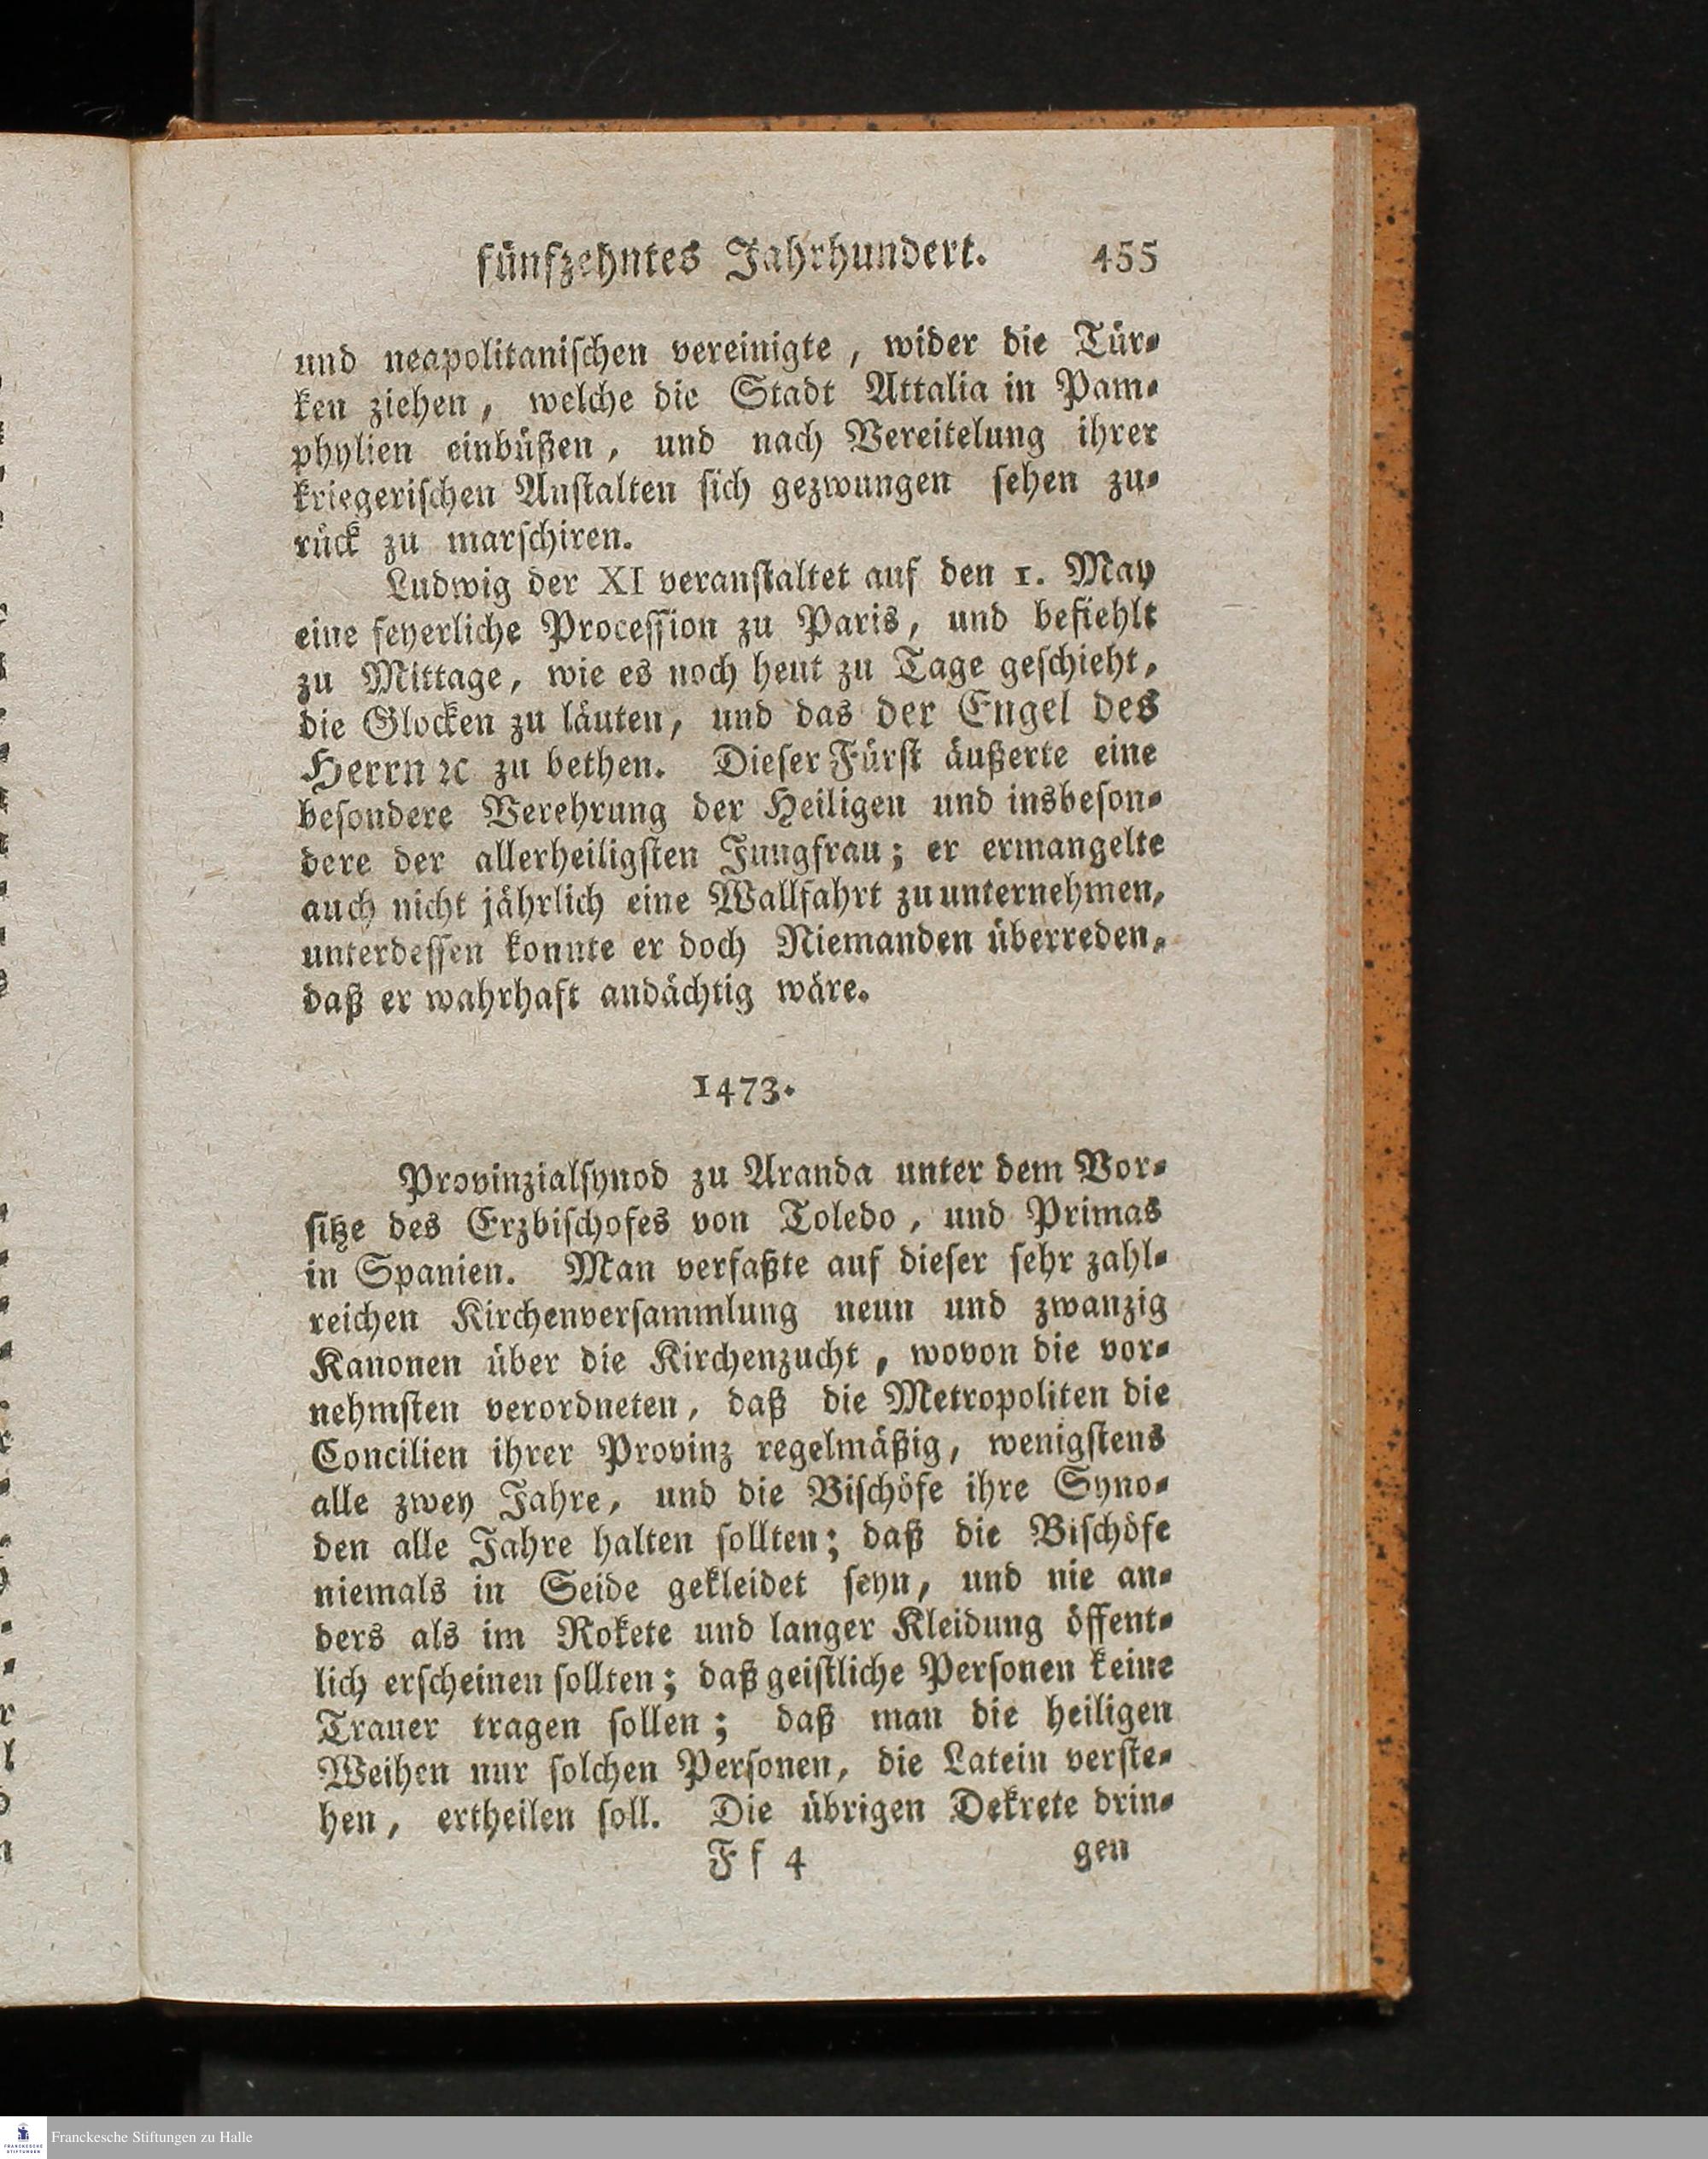 fünfzehntes Jahrhundert. 455
und neapolitanischen vereinigte, wider die Tür-
ken ziehen, welche die Stadt Attalia in Pam-
phylien einbüßen, und nach Vereitelung ihrer
kriegerischen Anstalten sich gezwungen sehen zu-
rück zu marschiren.
Ludwig der XI veranstaltet auf den 1. May
eine feyerliche Procession zu Paris, und befiehlt
zu Mittage, wie es noch heut zu Tage geschieht,
die Glocken zu läuten, und das der Engel des
Herrn ꝛc zu bethen. Dieser Fürst äußerte eine
besondere Verehrung der Heiligen und insbeson-
dere der allerheiligsten Jungfrau; er ermangelte
auch nicht jährlich eine Wallfahrt zu unternehmen,
unterdessen konnte er doch Niemanden überreden,
daß er wahrhaft andächtig wäre.
1473.
Provinzialsynod zu Aranda unter dem Vor-
sitze des Erzbischofes von Toledo, und Primas
in Spanien. Man verfaßte auf dieser sehr zahl-
reichen Kirchenversammlung neun und zwanzig
Kanonen über die Kirchenzucht, wovon die vor-
nehmsten verordneten, daß die Metropoliten die
Concilien ihrer Provinz regelmäßig, wenigstens
alle zwey Jahre, und die Bischöfe ihre Syno-
den alle Jahre halten sollten; daß die Bischöfe
niemals in Seide gekleidet seyn, und nie an-
ders als im Rokete und langer Kleidung öffent-
lich erscheinen sollten; daß geistliche Personen keine
Trauer tragen sollen; daß man die heiligen
Weihen nur solchen Personen, die Latein verste-
hen, ertheilen soll. Die übrigen Dekrete drin-
Ff 4 gen
Franckesche Stiftungen zu Halle